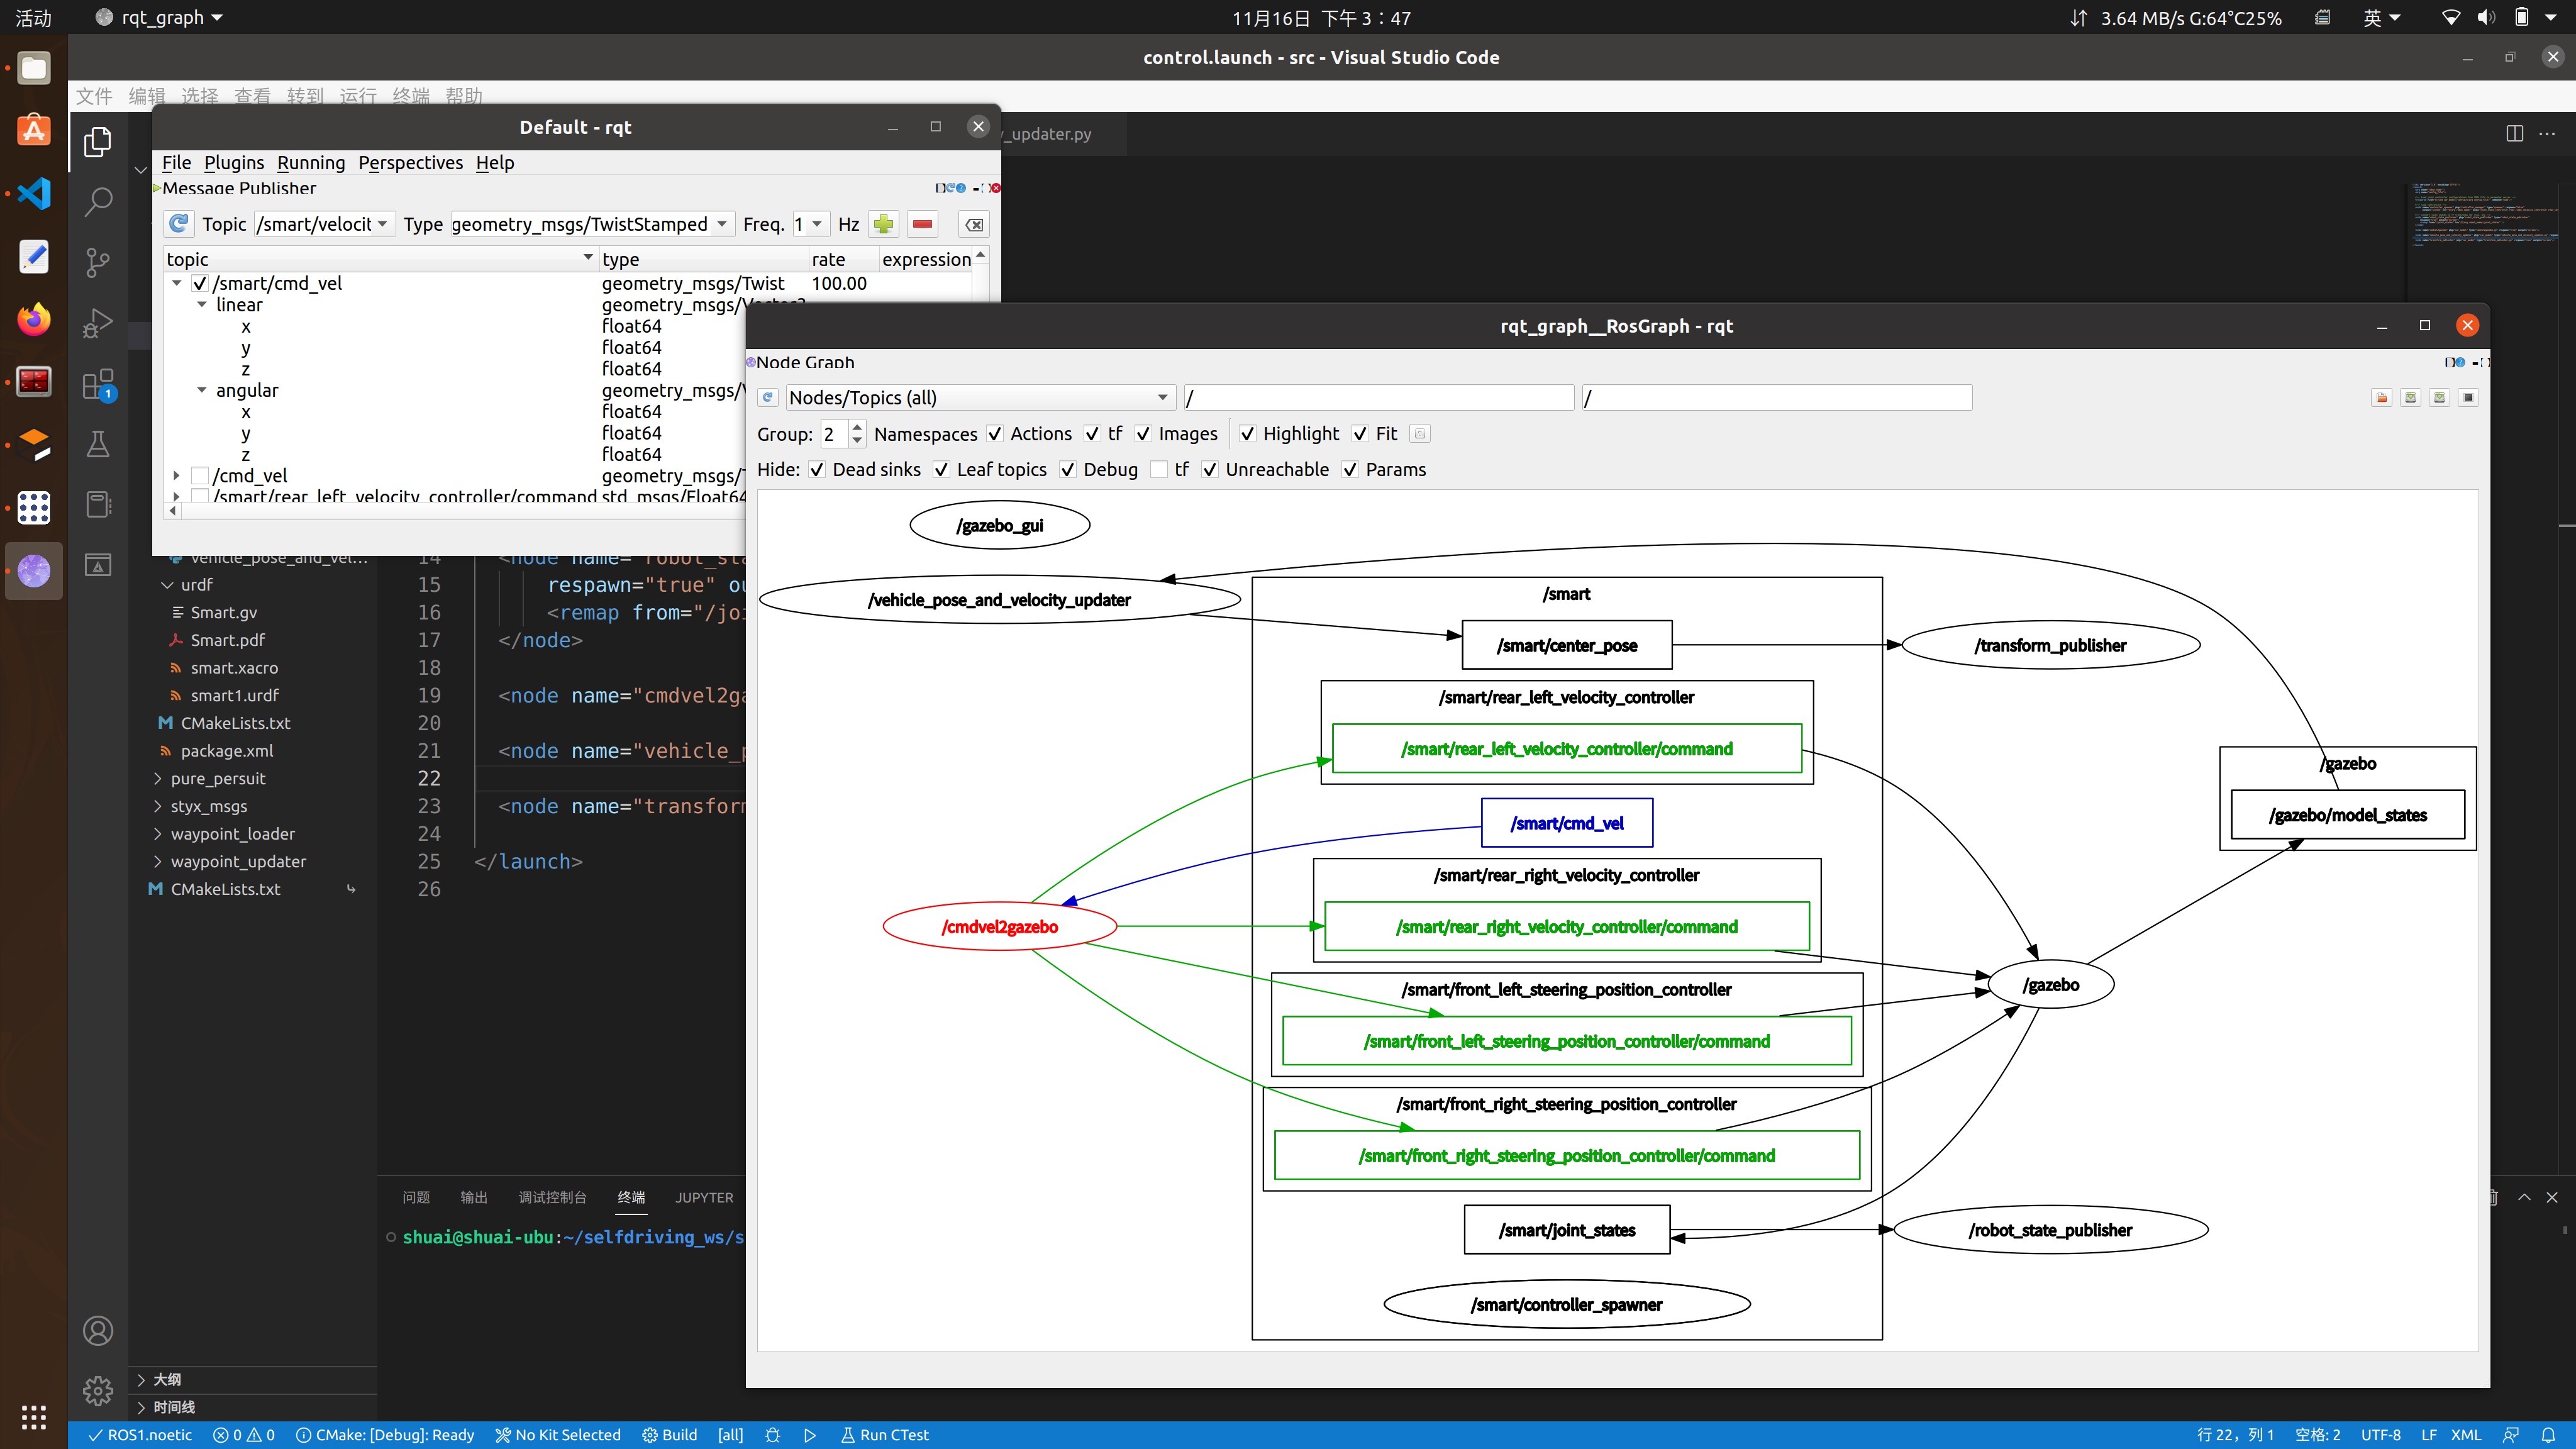 活动
rqt_graph
11月16日 下午 3：47
3.64 MB/s G:64°C25%
英
control.launch - src - Visual Studio Code
文件 编辑 选择 查看 转到 运行 终端 帮助
_updater.py
Default - rqt
File Plugins Running Perspectives Help
Message Publisher
Topic /smart/velocit Type geometry_msgs/TwistStamped Freq. 1 Hz
topic type rate expression
/smart/cmd_vel geometry_msgs/Twist 100.00
linear
x float64
y float64
z float64
angular geometry_msgs/
x float64
y float64
z float64
/cmd_vel geometry_msgs/
/smart/rear_left_velocity_controller/command std_msgs/Float64
rqt_graph__RosGraph - rqt
Node Graph
Nodes/Topics (all) / /
Group: 2 Namespaces Actions tf Images Highlight Fit
Hide: Dead sinks Leaf topics Debug tf Unreachable Params
/gazebo_gui
/vehicle_pose_and_velocity_updater
/smart
/smart/center_pose
/transform_publisher
/smart/rear_left_velocity_controller
/smart/rear_left_velocity_controller/command
/gazebo
/gazebo/model_states
/smart/cmd_vel
/smart/rear_right_velocity_controller
/smart/rear_right_velocity_controller/command
/cmdvel2gazebo
/smart/front_left_steering_position_controller
/smart/front_left_steering_position_controller/command
/gazebo
/smart/front_right_steering_position_controller
/smart/front_right_steering_position_controller/command
/smart/joint_states
/robot_state_publisher
/smart/controller_spawner
vehicle_pose_and_vel...
urdf
Smart.gv
Smart.pdf
smart.xacro
smart1.urdf
CMakeLists.txt
package.xml
pure_persuit
styx_msgs
waypoint_loader
waypoint_updater
CMakeLists.txt
14 <node name="robot_sta
15 respawn="true" ou
16 <remap from="/joi
17 </node>
18
19 <node name="cmdvel2ga
20
21 <node name="vehicle_p
22
23 <node name="transform
24
25 </launch>
26
问题 输出 调试控制台 终端 JUPYTER
shuai@shuai-ubu:~/selfdriving_ws/s
大纲
时间线
1
ROS1.noetic 0 0 CMake: [Debug]: Ready No Kit Selected Build [all] Run CTest
行 22，列 1 空格: 2 UTF-8 LF XML